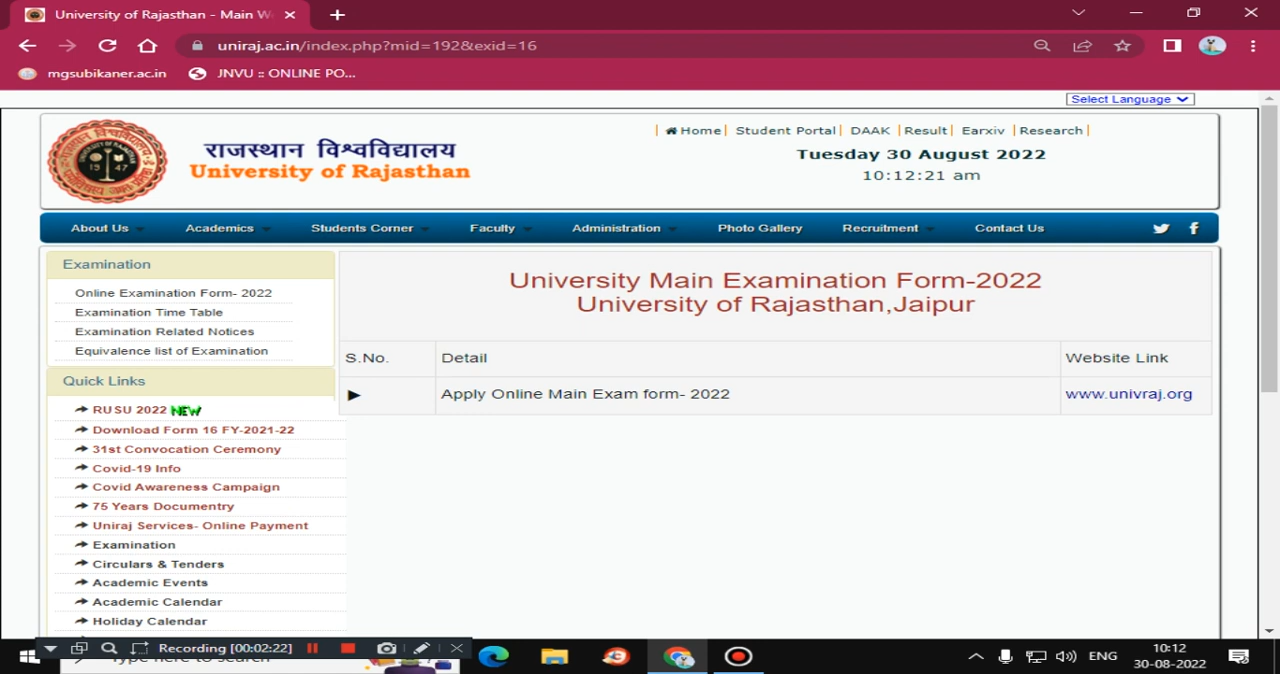 University of Rajasthan - Main W
uniraj.ac.in/index.php?mid=192&exid=16
mgsubikaner.ac.in
JNVU :: ONLINE PO...
Select Language
राजस्थान विश्वविद्यालय
University of Rajasthan
Home Student Portal DAAK Result Earxiv Research
Tuesday 30 August 2022
10:12:21 am
About Us Academics Students Corner Faculty Administration Photo Gallery Recruitment Contact Us
Examination
Online Examination Form- 2022
Examination Time Table
Examination Related Notices
Equivalence list of Examination
Quick Links
RUSU 2022 NEW
Download Form 16 FY-2021-22
31st Convocation Ceremony
Covid-19 Info
Covid Awareness Campaign
75 Years Documentry
Uniraj Services- Online Payment
Examination
Circulars & Tenders
Academic Events
Academic Calendar
Holiday Calendar
University Main Examination Form-2022
University of Rajasthan,Jaipur
S.No. Detail Website Link
Apply Online Main Exam form- 2022 www.univraj.org
Recording [00:02:22]
Type here to search
ENG
10:12
30-08-2022